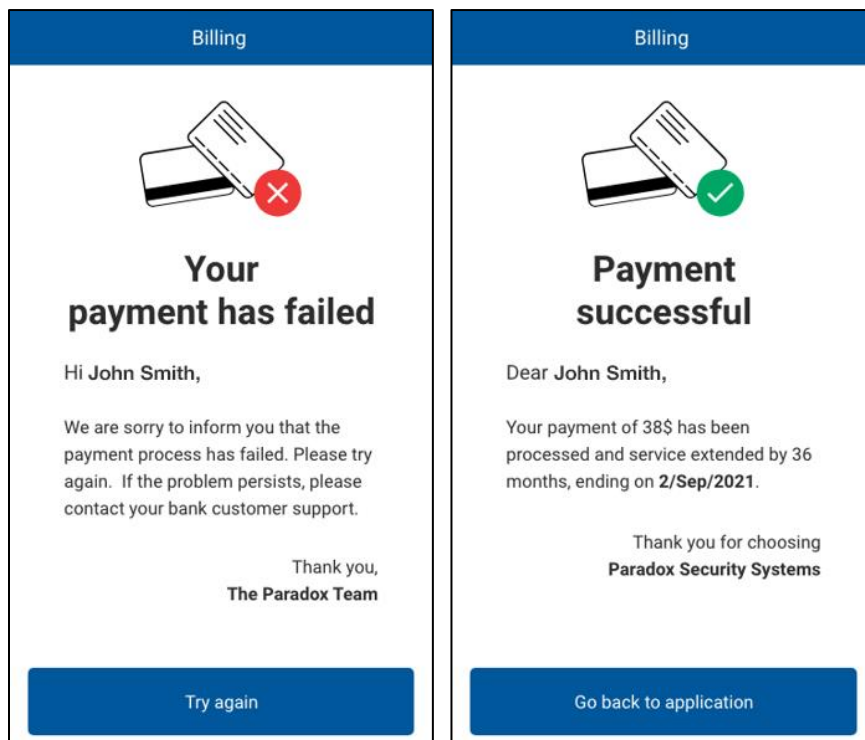 Billing
Your
payment has failed
Hi John Smith,
We are sorry to inform you that the
payment process has failed. Please try
again.  If the problem persists, please
contact your bank customer support.
Thank you,
The Paradox Team
Try again
Billing
Payment
successful
Dear John Smith,
Your payment of 38$ has been
processed and service extended by 36
months, ending on 2/Sep/2021.
Thank you for choosing
Paradox Security Systems
Go back to application